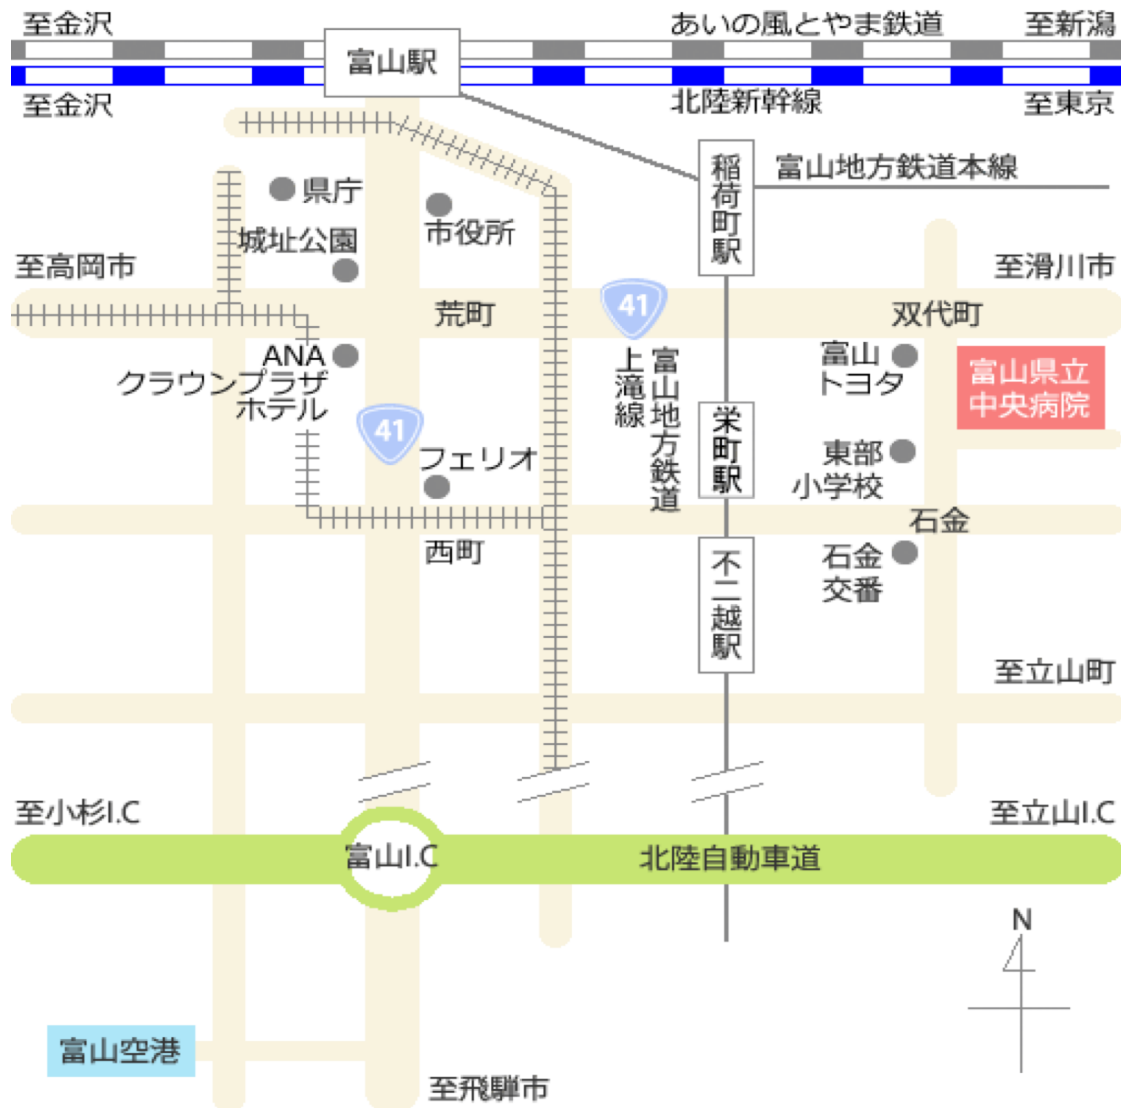 至金沢
あいの風とやま鉄道
至新潟
富山駅
至金沢
北陸新幹線
至東京
稲荷町駅
富山地方鉄道本線
県庁
市役所
城址公園
至高岡市
至滑川市
41
荒町
双代町
ANA
クラウンプラザ
ホテル
富山地方鉄道
上滝線
富山
トヨタ
富山県立
中央病院
41
栄町駅
フェリオ
東部
小学校
石金
西町
不二越駅
石金
交番
至立山町
至小杉I.C
至立山I.C
富山I.C
北陸自動車道
N
富山空港
至飛騨市